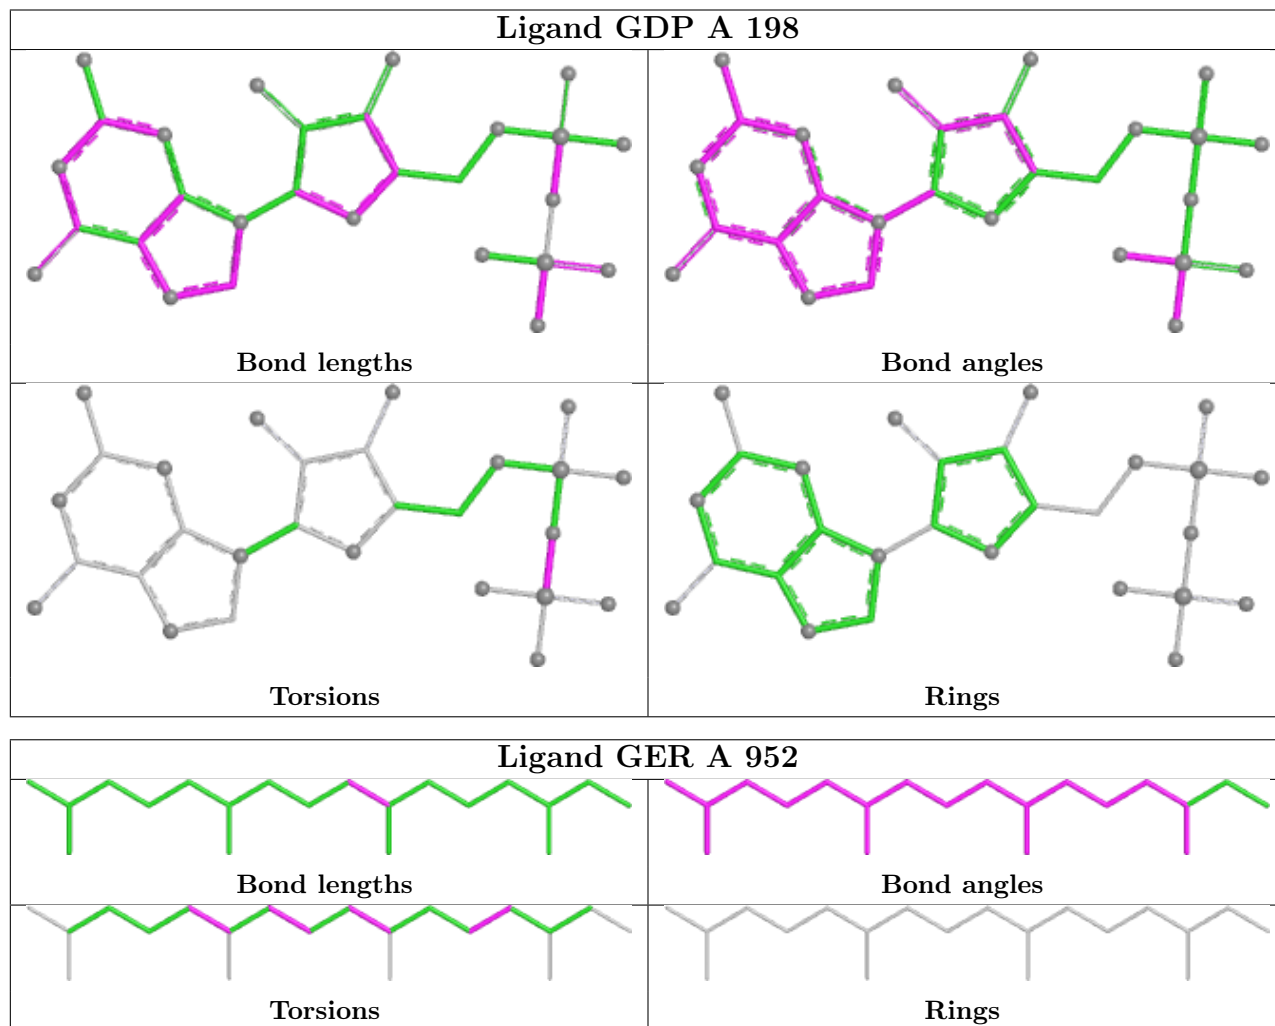 Ligand GDP A 198
Bond lengths
Bond angles
Torsions
Rings
Ligand GER A 952
Bond lengths
Bond angles
Torsions
Rings